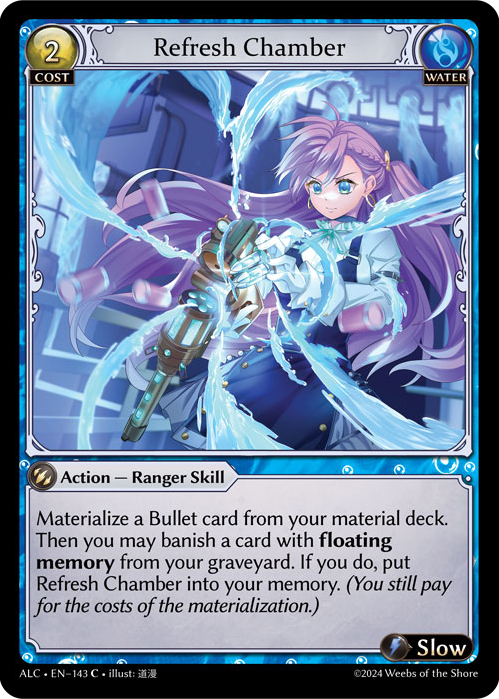 2
Refresh Chamber
COST
WATER
Action — Ranger Skill
Materialize a Bullet card from your material deck.
Then you may banish a card with floating
memory from your graveyard. If you do, put
Refresh Chamber into your memory. (You still pay
for the costs of the materialization.)
Slow
ALC • EN-143 C • illust: 道漫
©2024 Weebs of the Shore